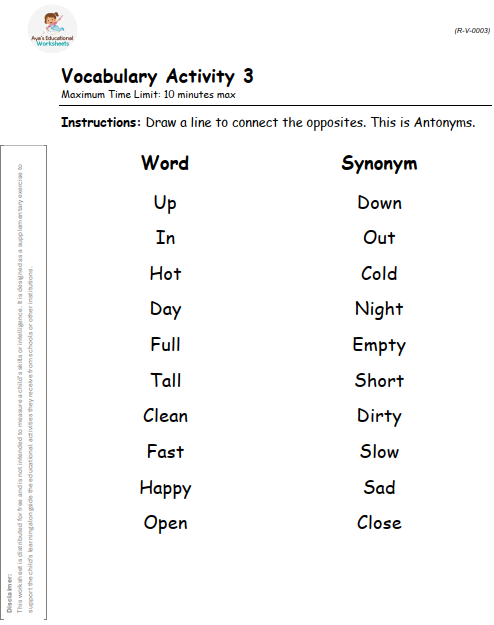 Aya's Educational
Worksheets
(R-V-0003)
Vocabulary Activity 3
Maximum Time Limit: 10 minutes max
Instructions: Draw a line to connect the opposites. This is Antonyms.
Word Synonym
Up Down
In Out
Hot Cold
Day Night
Full Empty
Tall Short
Clean Dirty
Fast Slow
Happy Sad
Open Close
Disclaimer:
This worksheet is distributed for free and is not intended to measure a child's skills or intelligence. It is designed as a supplementary exercise to
support the child's learning alongside the educational activities they receive from schools or other institutions.